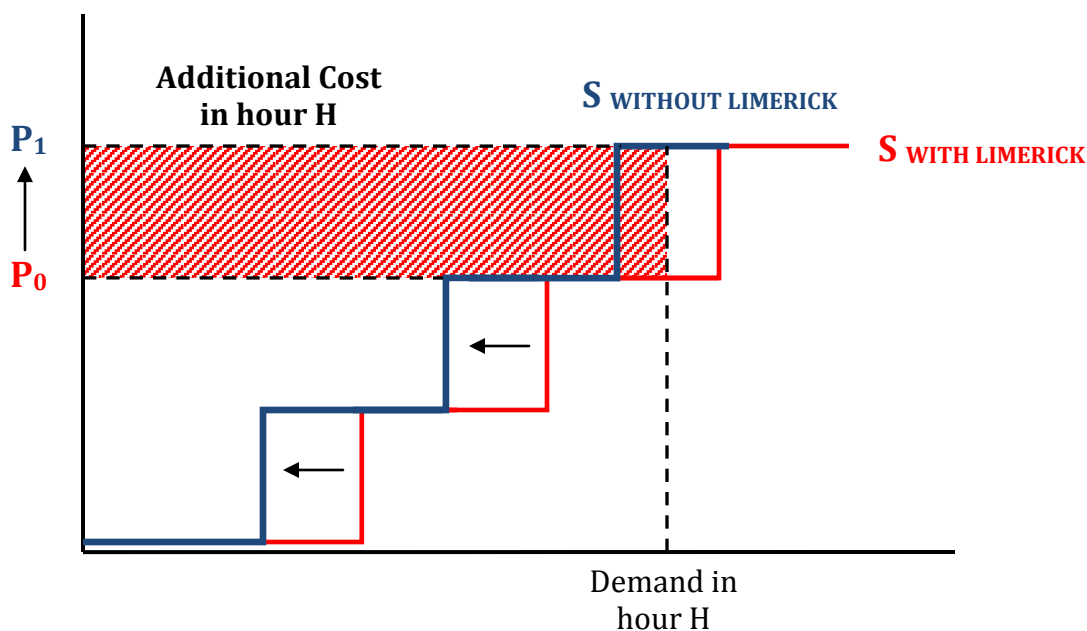 Additional Cost
in hour H
S WITHOUT LIMERICK
P1
S WITH LIMERICK
P0
Demand in
hour H